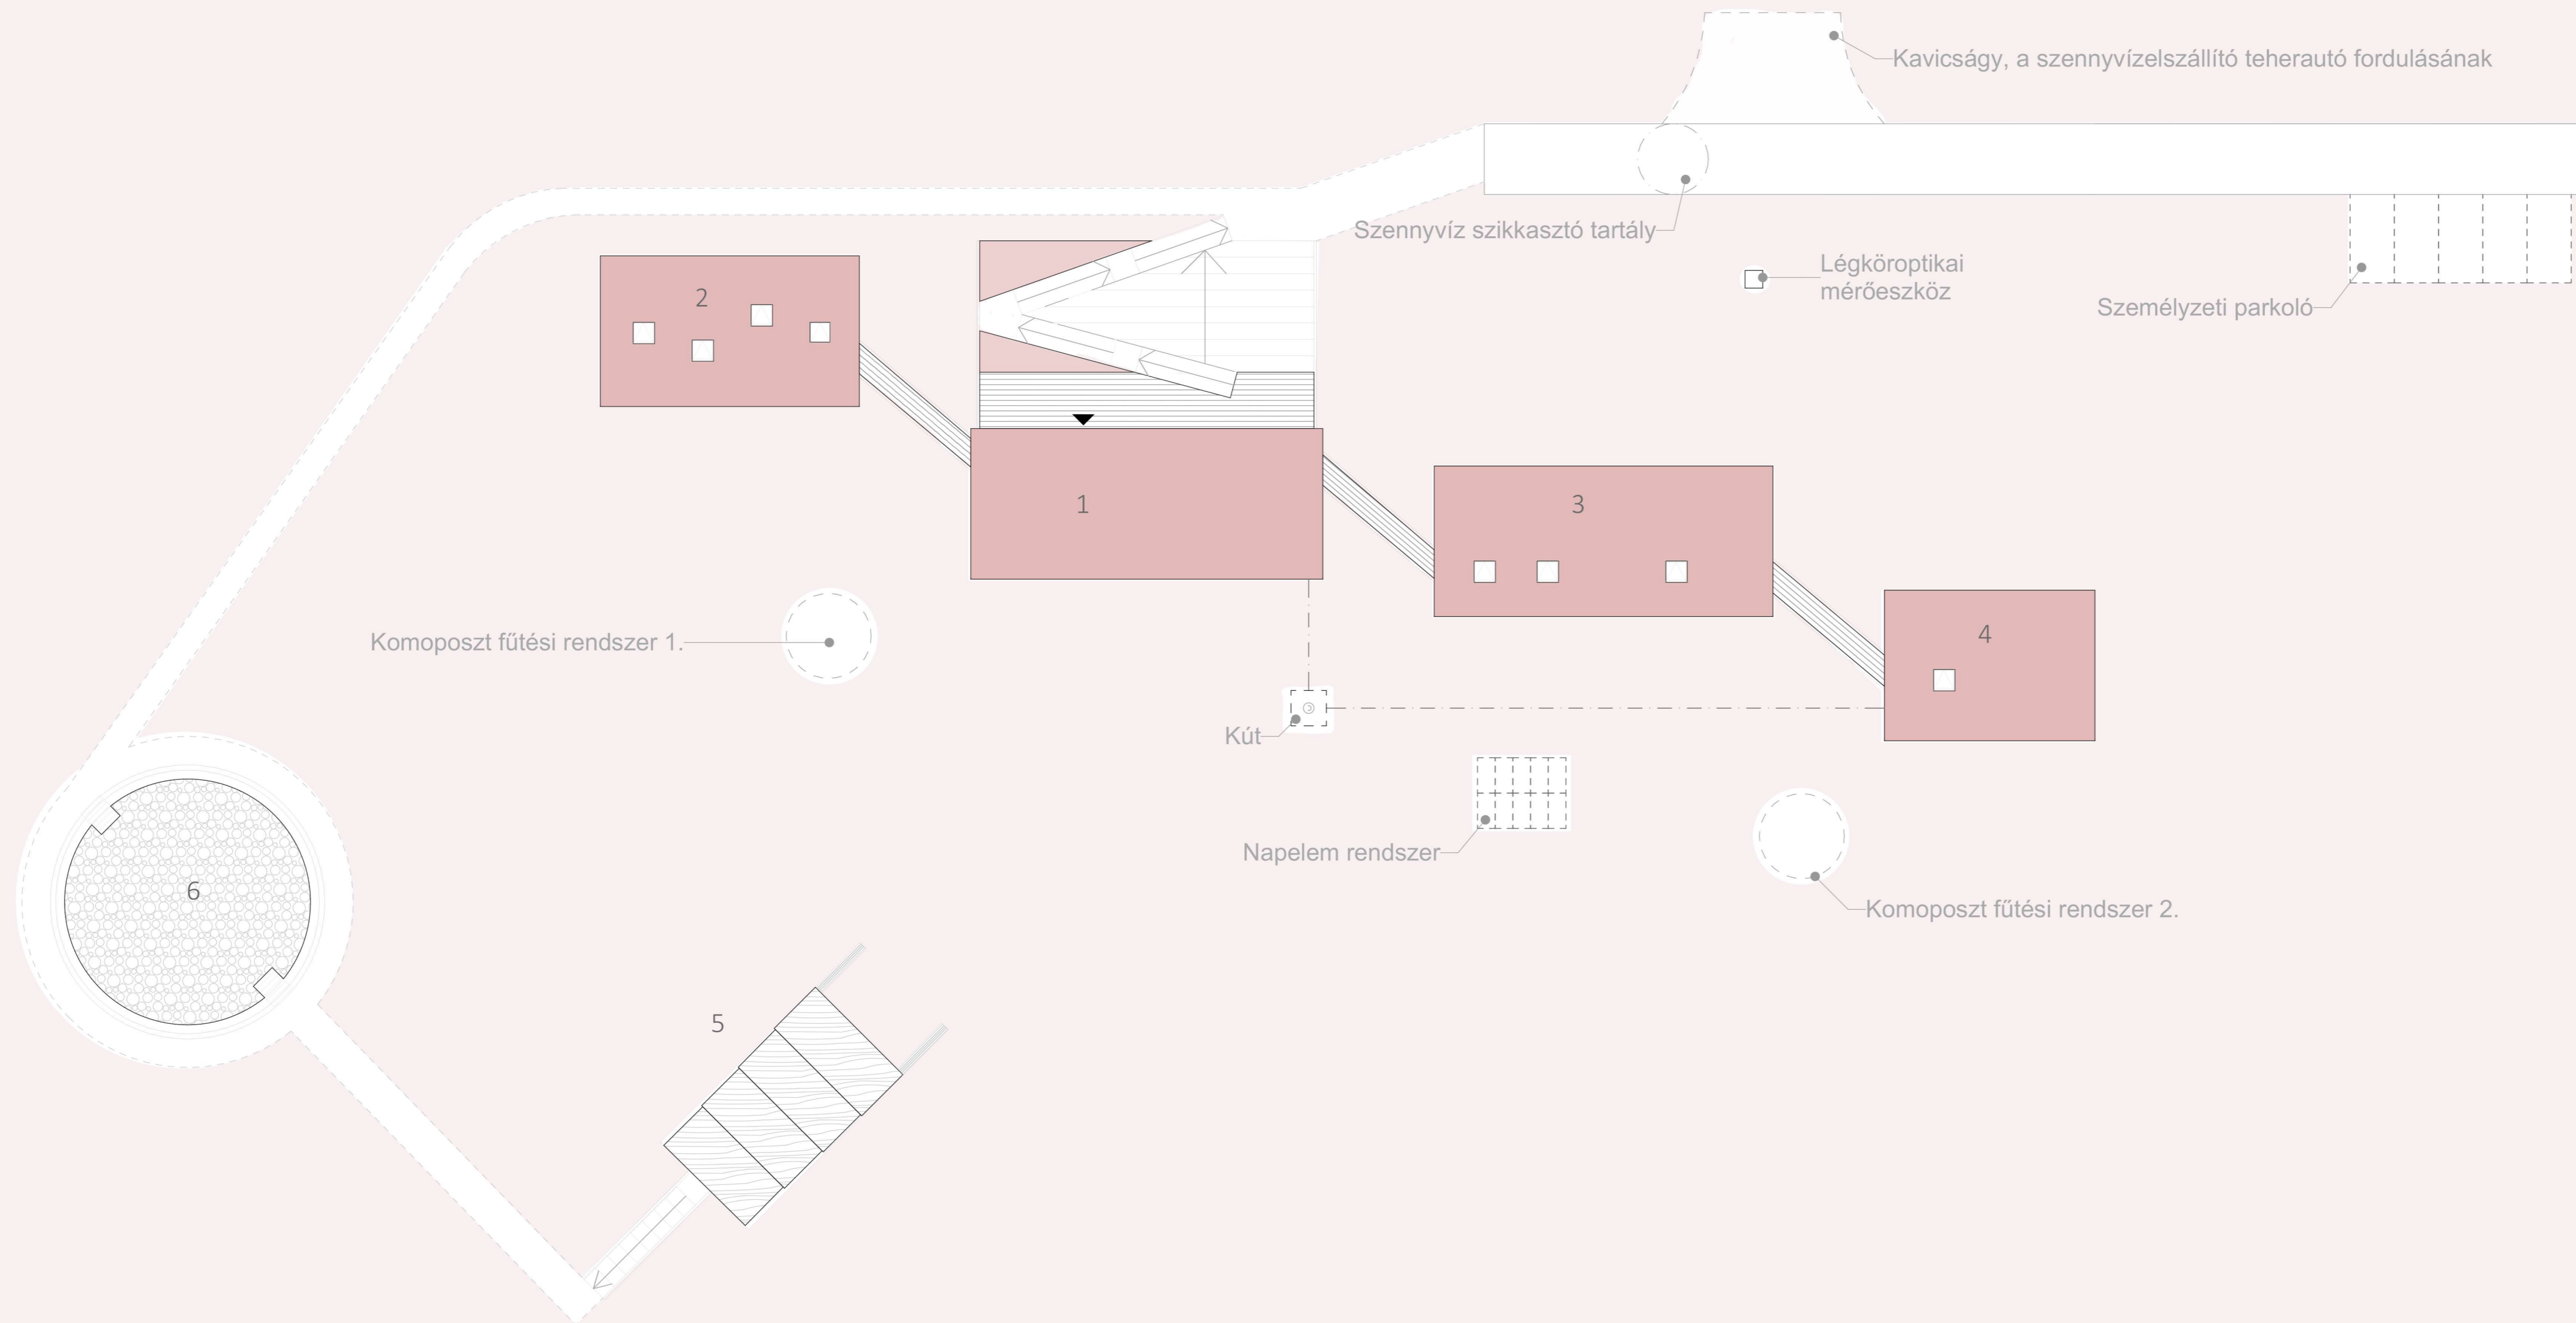 Kavicságy, a szennyvízelszállító teherautó fordulásának
Szennyvíz szikkasztó tartály
Légköroptikai
mérőeszköz
Személyzeti parkoló
2
1
3
4
Komoposzt fűtési rendszer 1.
Kút
Napelem rendszer
6
Komoposzt fűtési rendszer 2.
5